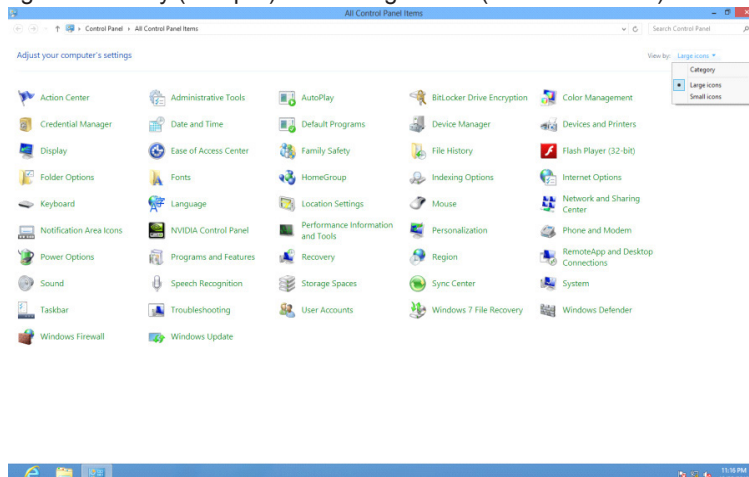 All Control Panel Items
Control Panel › All Control Panel Items
Search Control Panel
Adjust your computer's settings
View by: Large icons
Category
Large icons
Small icons
Action Center
Administrative Tools
AutoPlay
BitLocker Drive Encryption
Color Management
Credential Manager
Date and Time
Default Programs
Device Manager
Devices and Printers
Display
Ease of Access Center
Family Safety
File History
Flash Player (32-bit)
Folder Options
Fonts
HomeGroup
Indexing Options
Internet Options
Keyboard
Language
Location Settings
Mouse
Network and Sharing
Center
Notification Area Icons
NVIDIA Control Panel
Performance Information
and Tools
Personalization
Phone and Modem
Power Options
Programs and Features
Recovery
Region
RemoteApp and Desktop
Connections
Sound
Speech Recognition
Storage Spaces
Sync Center
System
Taskbar
Troubleshooting
User Accounts
Windows 7 File Recovery
Windows Defender
Windows Firewall
Windows Update
11:16 PM